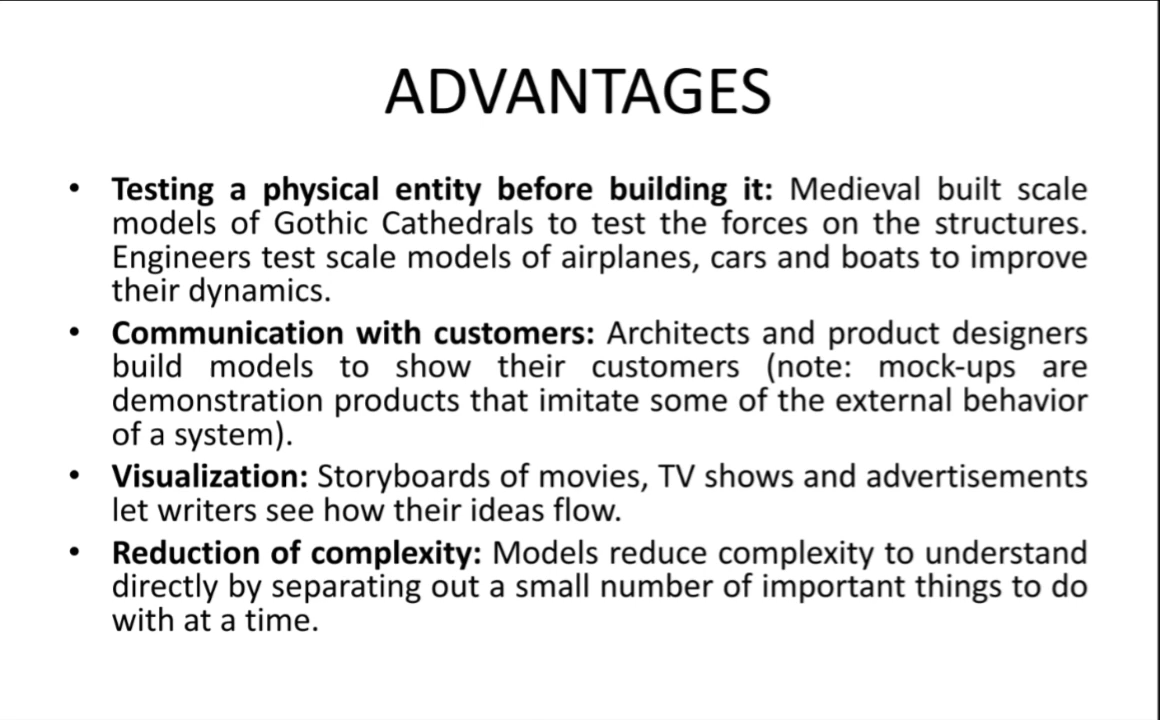 ADVANTAGES
• Testing a physical entity before building it: Medieval built scale
models of Gothic Cathedrals to test the forces on the structures.
Engineers test scale models of airplanes, cars and boats to improve
their dynamics.
• Communication with customers: Architects and product designers
build models to show their customers (note: mock-ups are
demonstration products that imitate some of the external behavior
of a system).
• Visualization: Storyboards of movies, TV shows and advertisements
let writers see how their ideas flow.
• Reduction of complexity: Models reduce complexity to understand
directly by separating out a small number of important things to do
with at a time.